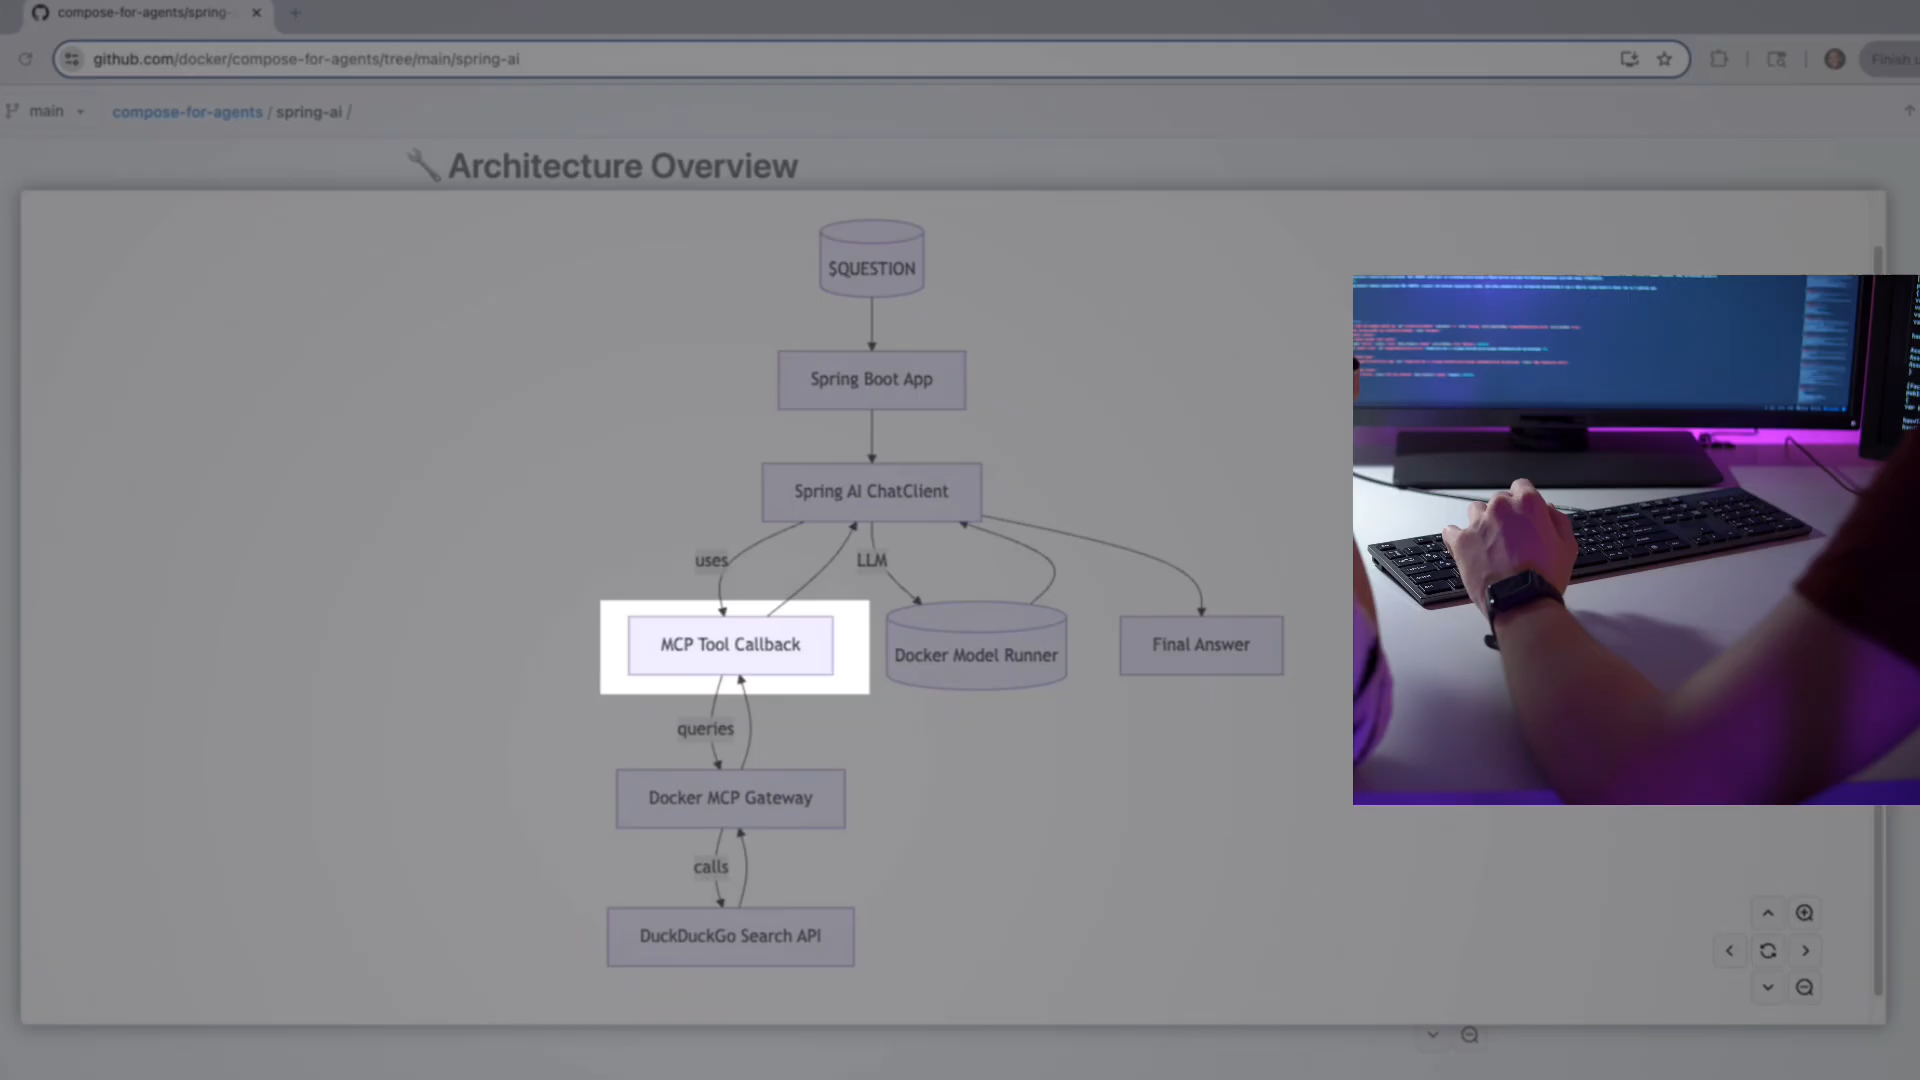 compose-for-agents/spring-
github.com/docker/compose-for-agents/tree/main/spring-ai
Finish u
main
compose-for-agents / spring-ai /
Architecture Overview
$QUESTION
Spring Boot App
Spring AI ChatClient
uses
LLM
MCP Tool Callback
Docker Model Runner
Final Answer
queries
Docker MCP Gateway
calls
DuckDuckGo Search API